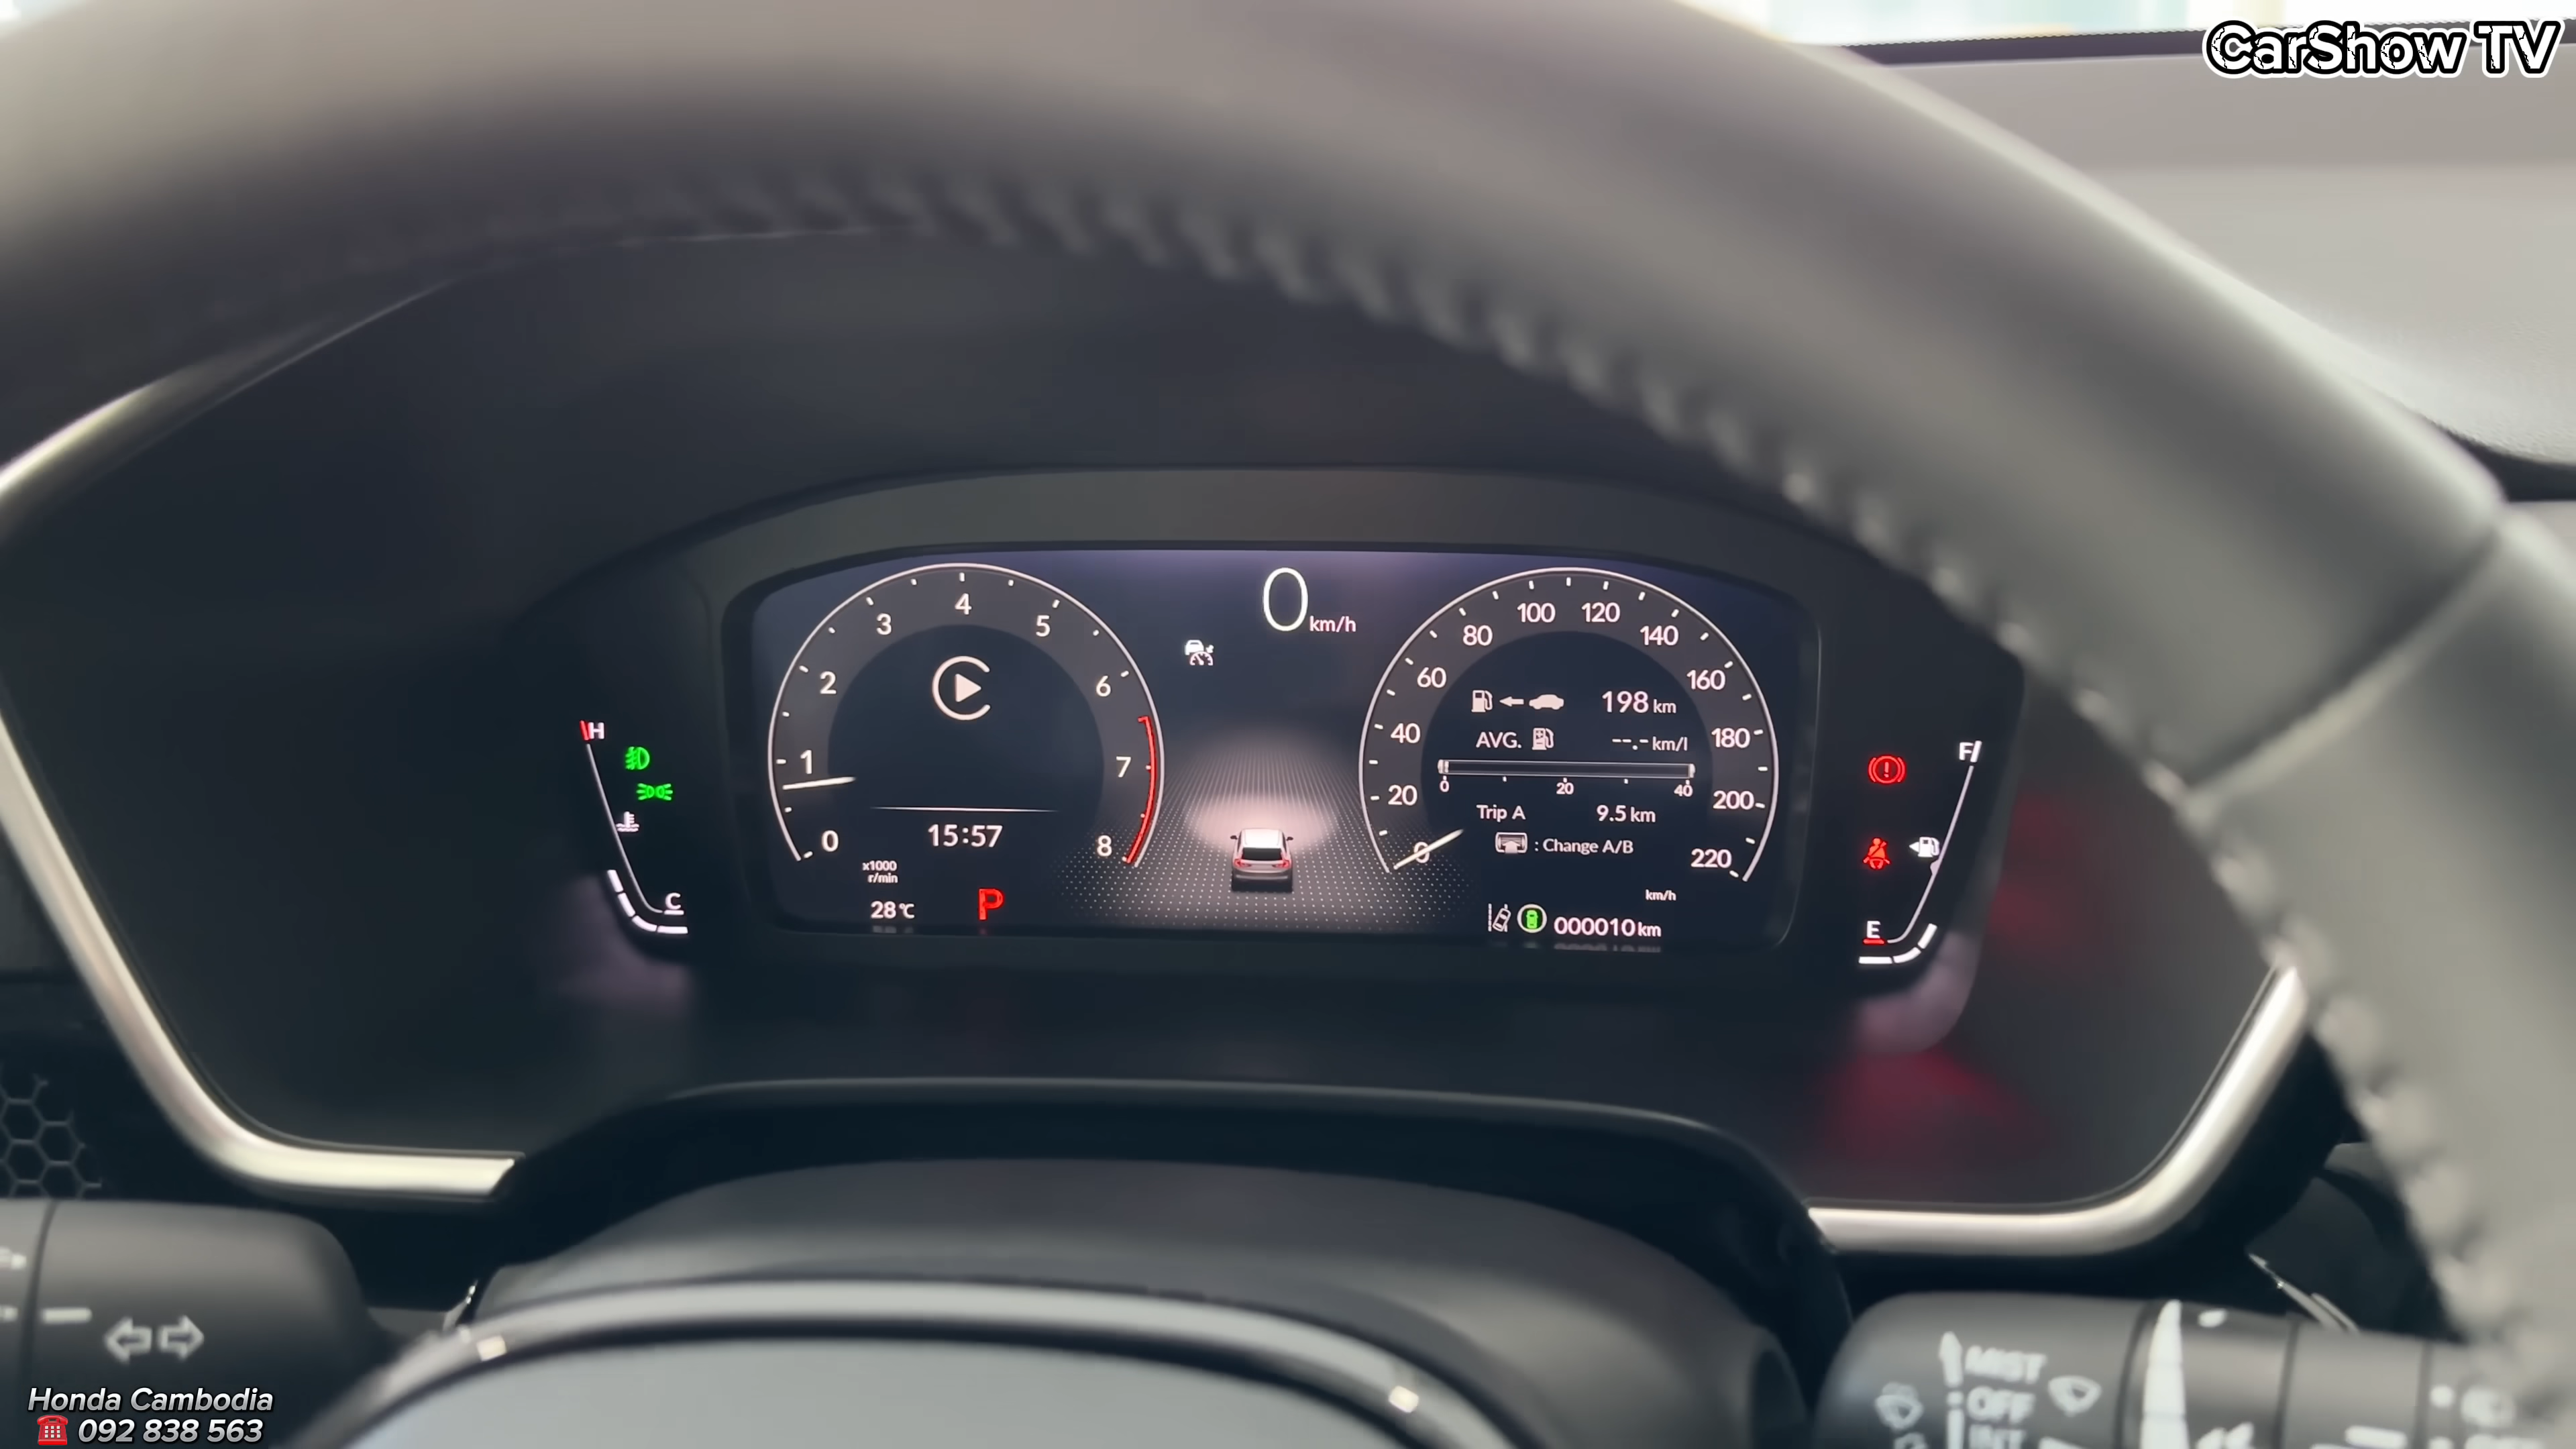 CarShow TV
0 km/h
0 1 2 3 4 5 6 7 8
x1000
r/min
15:57
28℃
P
H
C
0 20 40 60 80 100 120 140 160 180 200 220
198 km
AVG. --.- km/l
0 20 40
Trip A 9.5 km
: Change A/B
km/h
000010 km
F
E
MIST
OFF
INT
Honda Cambodia
092 838 563